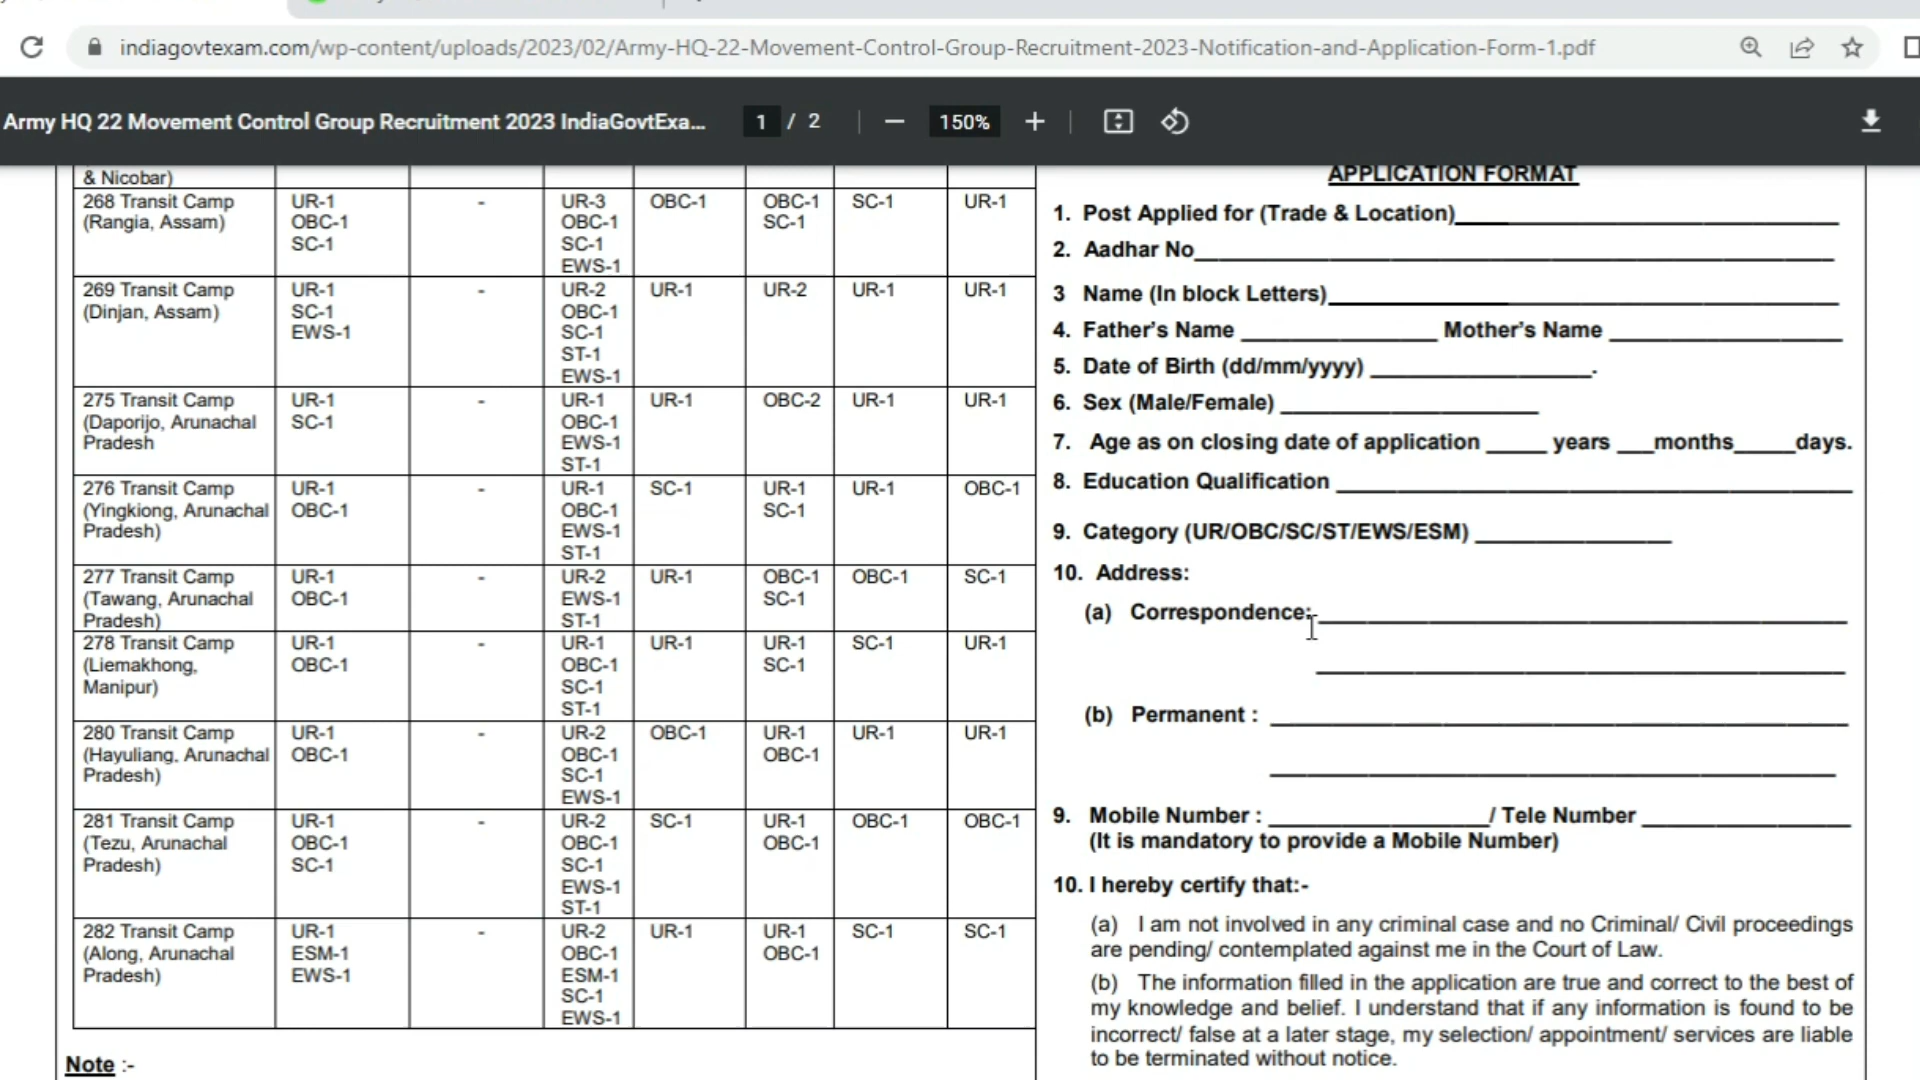 indiagovtexam.com/wp-content/uploads/2023/02/Army-HQ-22-Movement-Control-Group-Recruitment-2023-Notification-and-Application-Form-1.pdf
Army HQ 22 Movement Control Group Recruitment 2023 IndiaGovtExa... 1 / 2 150%
& Nicobar)
268 Transit Camp UR-1 - UR-3 OBC-1 OBC-1 SC-1 UR-1
(Rangia, Assam) OBC-1 OBC-1 SC-1
SC-1 SC-1
EWS-1
269 Transit Camp UR-1 - UR-2 UR-1 UR-2 UR-1 UR-1
(Dinjan, Assam) SC-1 OBC-1
EWS-1 SC-1
ST-1
EWS-1
275 Transit Camp UR-1 - UR-1 UR-1 OBC-2 UR-1 UR-1
(Daporijo, Arunachal SC-1 OBC-1
Pradesh EWS-1
ST-1
276 Transit Camp UR-1 - UR-1 SC-1 UR-1 UR-1 OBC-1
(Yingkiong, Arunachal OBC-1 OBC-1 SC-1
Pradesh) EWS-1
ST-1
277 Transit Camp UR-1 - UR-2 UR-1 OBC-1 OBC-1 SC-1
(Tawang, Arunachal OBC-1 EWS-1 SC-1
Pradesh) ST-1
278 Transit Camp UR-1 - UR-1 UR-1 UR-1 SC-1 UR-1
(Liemakhong, OBC-1 OBC-1 SC-1
Manipur) SC-1
ST-1
280 Transit Camp UR-1 - UR-2 OBC-1 UR-1 UR-1 UR-1
(Hayuliang, Arunachal OBC-1 OBC-1 OBC-1
Pradesh) SC-1
EWS-1
281 Transit Camp UR-1 - UR-2 SC-1 UR-1 OBC-1 OBC-1
(Tezu, Arunachal OBC-1 OBC-1 OBC-1
Pradesh) SC-1 SC-1
EWS-1
ST-1
282 Transit Camp UR-1 - UR-2 UR-1 UR-1 SC-1 SC-1
(Along, Arunachal ESM-1 OBC-1 OBC-1
Pradesh) EWS-1 ESM-1
SC-1
EWS-1
Note :-
APPLICATION FORMAT
1. Post Applied for (Trade & Location)
2. Aadhar No
3 Name (In block Letters)
4. Father's Name Mother's Name
5. Date of Birth (dd/mm/yyyy) .
6. Sex (Male/Female)
7. Age as on closing date of application years months days.
8. Education Qualification
9. Category (UR/OBC/SC/ST/EWS/ESM)
10. Address:
(a) Correspondence:
(b) Permanent :
9. Mobile Number : / Tele Number
(It is mandatory to provide a Mobile Number)
10. I hereby certify that:-
(a) I am not involved in any criminal case and no Criminal/ Civil proceedings
are pending/ contemplated against me in the Court of Law.
(b) The information filled in the application are true and correct to the best of
my knowledge and belief. I understand that if any information is found to be
incorrect/ false at a later stage, my selection/ appointment/ services are liable
to be terminated without notice.